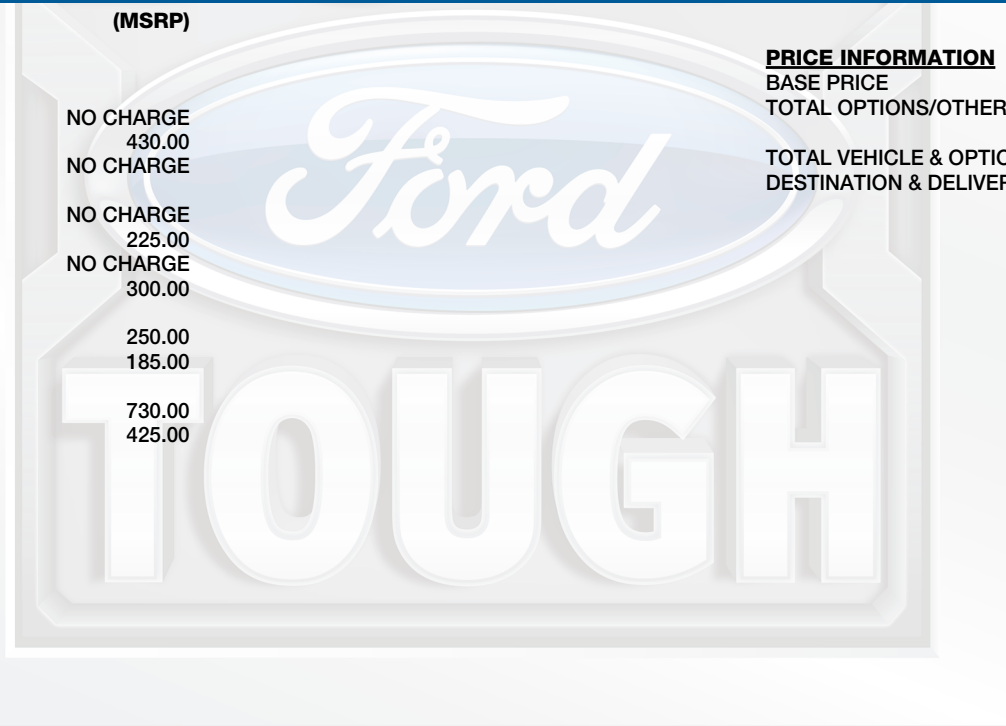 (MSRP)
NO CHARGE
430.00
NO CHARGE
NO CHARGE
225.00
NO CHARGE
300.00
250.00
185.00
730.00
425.00
PRICE INFORMATION
BASE PRICE
TOTAL OPTIONS/OTHER
TOTAL VEHICLE & OPTIO
DESTINATION & DELIVER
Ford
TOUGH